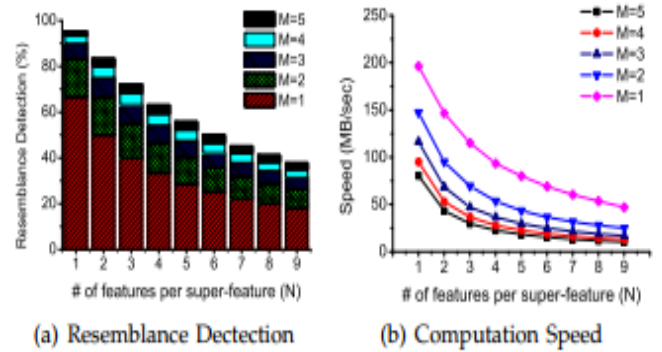 100
80
60
40
20
0
Resemblance Detection (%)
M=5
M=4
M=3
M=2
M=1
1 2 3 4 5 6 7 8 9
# of features per super-feature (N)
(a) Resemblance Dectection
250
200
150
100
50
0
Speed (MB/sec)
M=5
M=4
M=3
M=2
M=1
1 2 3 4 5 6 7 8 9
# of features per super-feature (N)
(b) Computation Speed